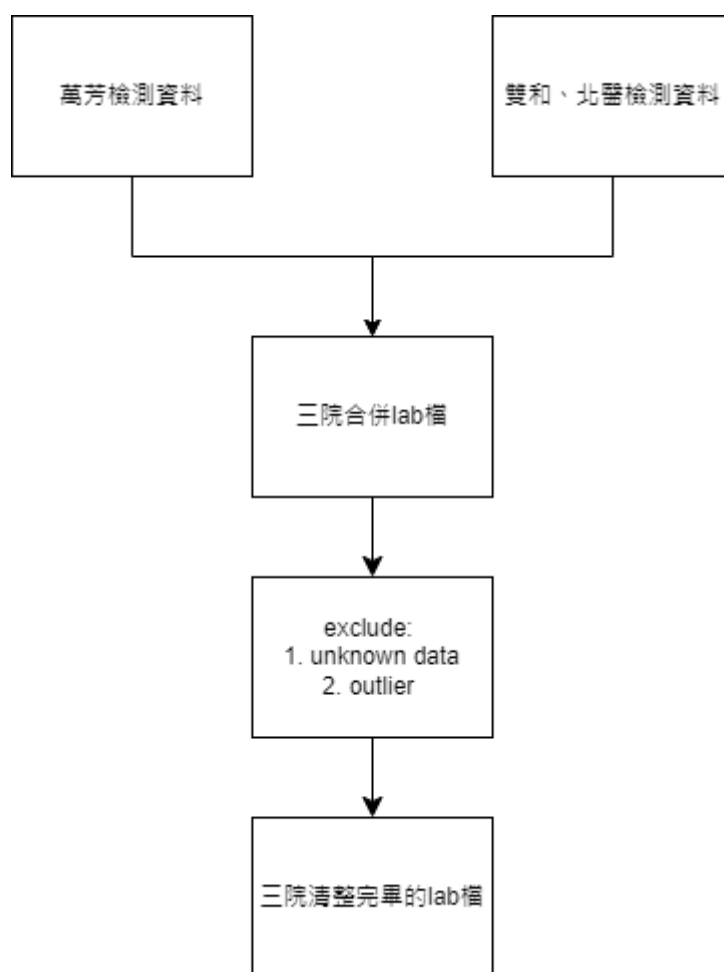 萬芳檢測資料
雙和、北醫檢測資料
三院合併lab檔
exclude:
1. unknown data
2. outlier
三院清整完畢的lab檔